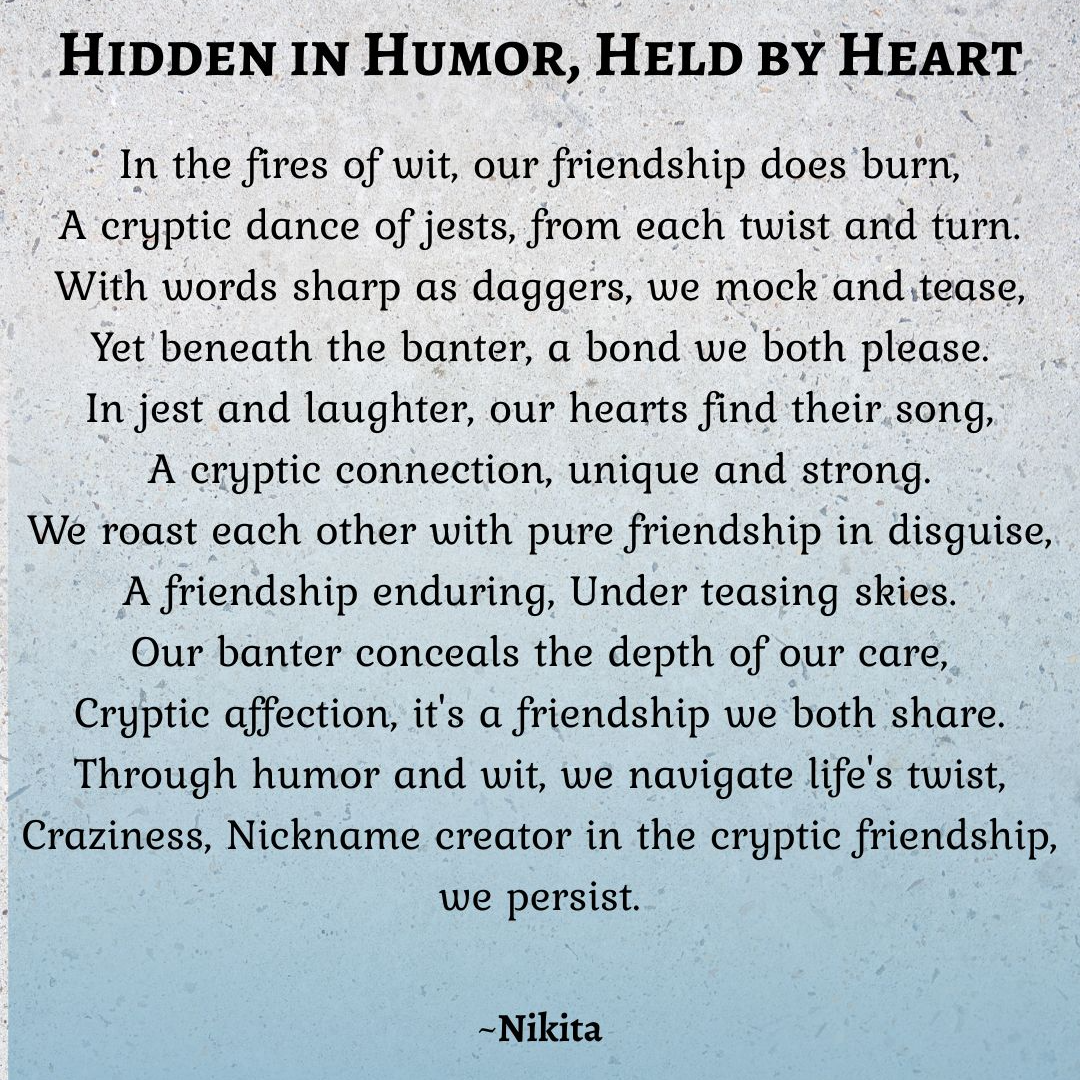 Hidden in Humor, Held by Heart
In the fires of wit, our friendship does burn,
A cryptic dance of jests, from each twist and turn.
With words sharp as daggers, we mock and tease,
Yet beneath the banter, a bond we both please.
In jest and laughter, our hearts find their song,
A cryptic connection, unique and strong.
We roast each other with pure friendship in disguise,
A friendship enduring, Under teasing skies.
Our banter conceals the depth of our care,
Cryptic affection, it's a friendship we both share.
Through humor and wit, we navigate life's twist,
Craziness, Nickname creator in the cryptic friendship,
we persist.
~Nikita